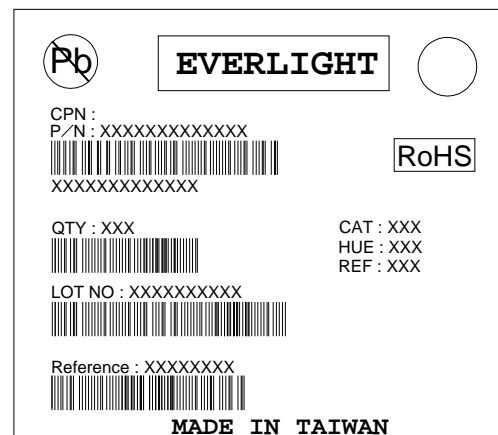 Pb
EVERLIGHT
CPN :
P/N : XXXXXXXXXXXXX
RoHS
XXXXXXXXXXXXX
QTY : XXX
CAT : XXX
HUE : XXX
REF : XXX
LOT NO : XXXXXXXXXX
Reference : XXXXXXXX
MADE IN TAIWAN